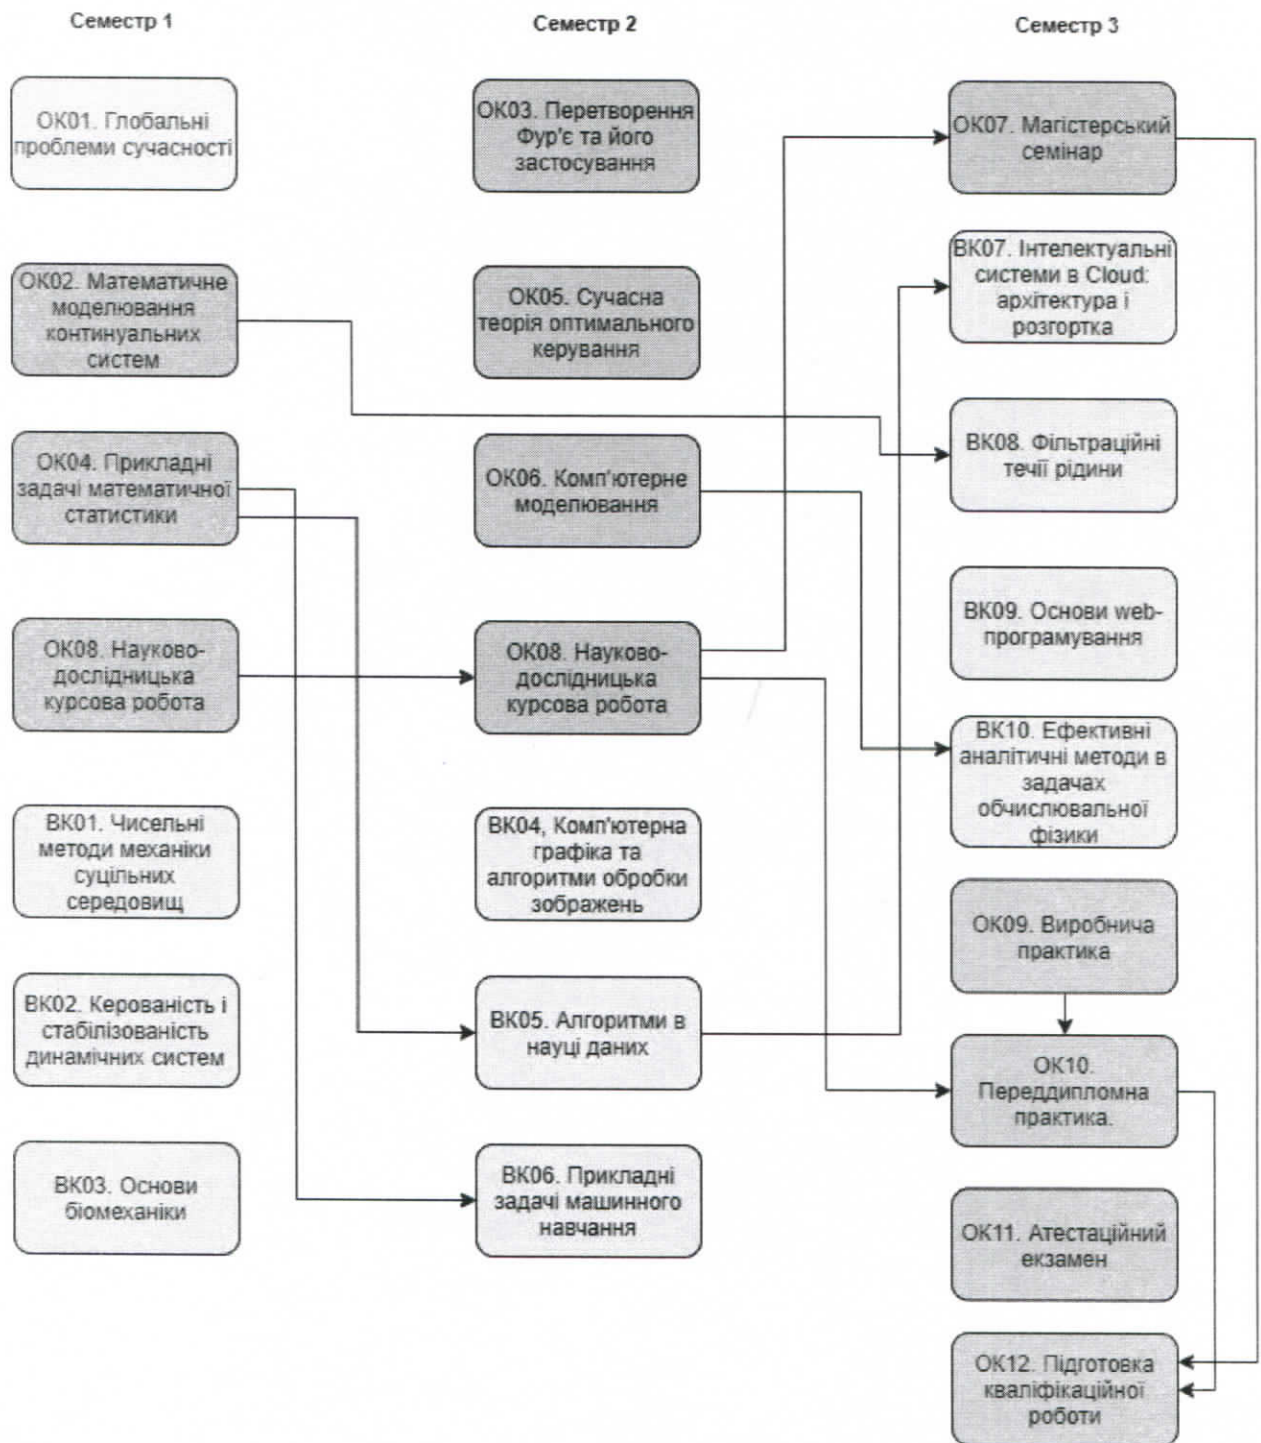 Семестр 1
Семестр 2
Семестр 3
ОК01. Глобальні
проблеми сучасності
ОК02. Математичне
моделювання
континуальних
систем
ОК04. Прикладні
задачі математичної
статистики
ОК08. Науково-
дослідницька
курсова робота
ВК01. Чисельні
методи механіки
суцільних
середовищ
ВК02. Керованість і
стабілізованість
динамічних систем
ВК03. Основи
біомеханіки
ОК03. Перетворення
Фур'є та його
застосування
ОК05. Сучасна
теорія оптимального
керування
ОК06. Комп'ютерне
моделювання
ОК08. Науково-
дослідницька
курсова робота
ВК04, Комп'ютерна
графіка та
алгоритми обробки
зображень
ВК05. Алгоритми в
науці даних
ВК06. Прикладні
задачі машинного
навчання
ОК07. Магістерський
семінар
ВК07. Інтелектуальні
системи в Cloud:
архітектура і
розгортка
ВК08. Фільтраційні
течії рідини
ВК09. Основи web-
програмування
ВК10. Ефективні
аналітичні методи в
задачах
обчислювальної
фізики
ОК09. Виробнича
практика
ОК10.
Переддипломна
практика.
ОК11. Атестаційний
екзамен
ОК12. Підготовка
кваліфікаційної
роботи